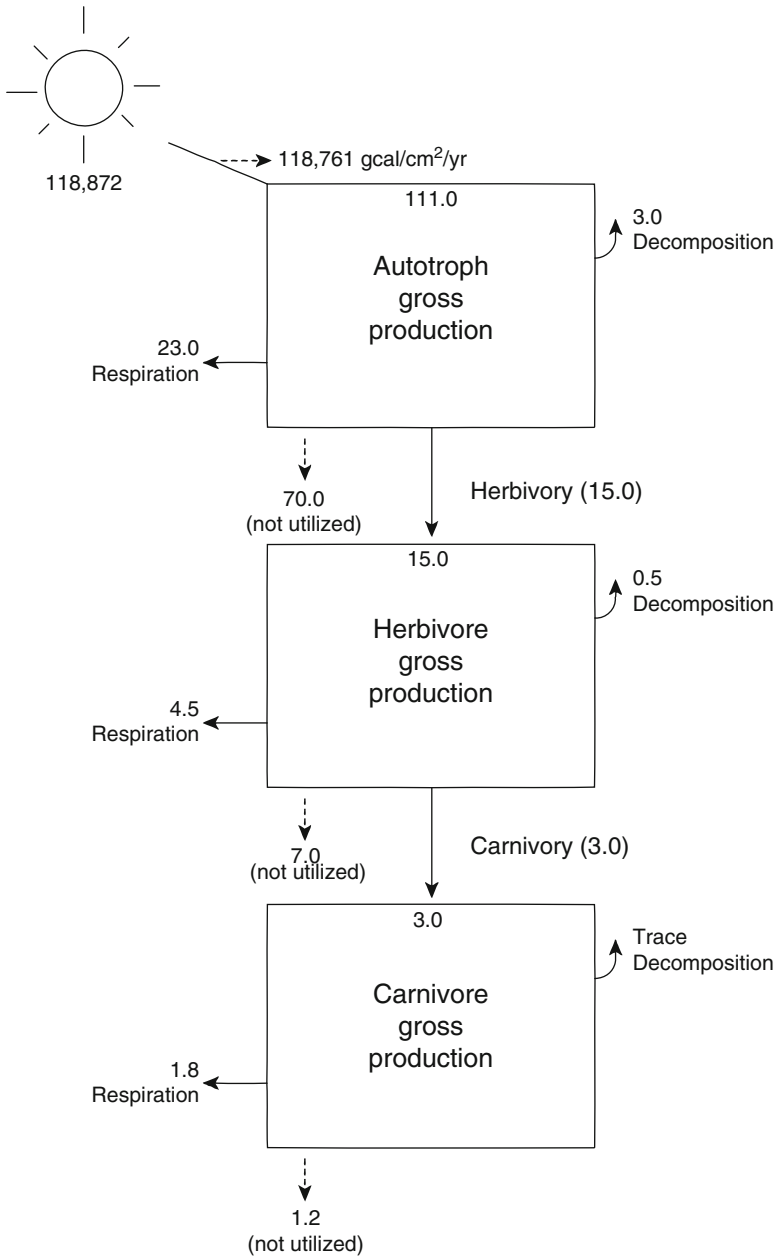 118,872
118,761 gcal/cm²/yr
111.0
3.0
Decomposition
Autotroph
gross
production
23.0
Respiration
70.0
(not utilized)
Herbivory (15.0)
15.0
0.5
Decomposition
Herbivore
gross
production
4.5
Respiration
7.0
(not utilized)
Carnivory (3.0)
3.0
Trace
Decomposition
Carnivore
gross
production
1.8
Respiration
1.2
(not utilized)